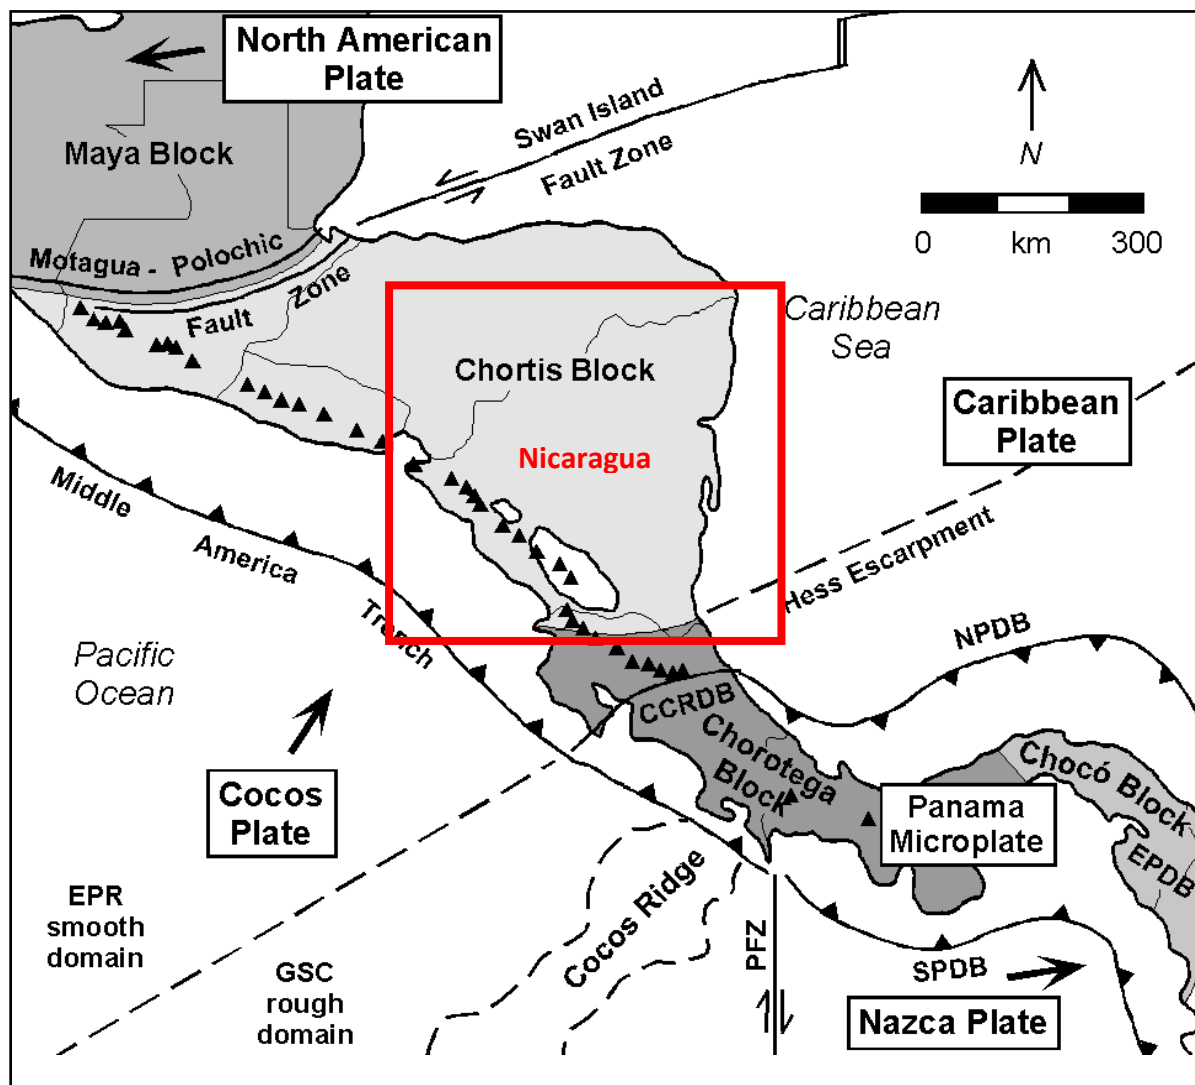 North American
Plate
Swan Island
Fault Zone
N
Maya Block
0 km 300
Motagua - Polochic
Fault Zone
Caribbean
Sea
Chortis Block
Caribbean
Plate
Nicaragua
Middle America Trench
Hess Escarpment
Pacific
Ocean
NPDB
CCRDB
Chorotega
Block
Chocó Block
Cocos
Plate
Panama
Microplate
EPDB
EPR
smooth
domain
Cocos Ridge
PFZ
SPDB
GSC
rough
domain
Nazca Plate